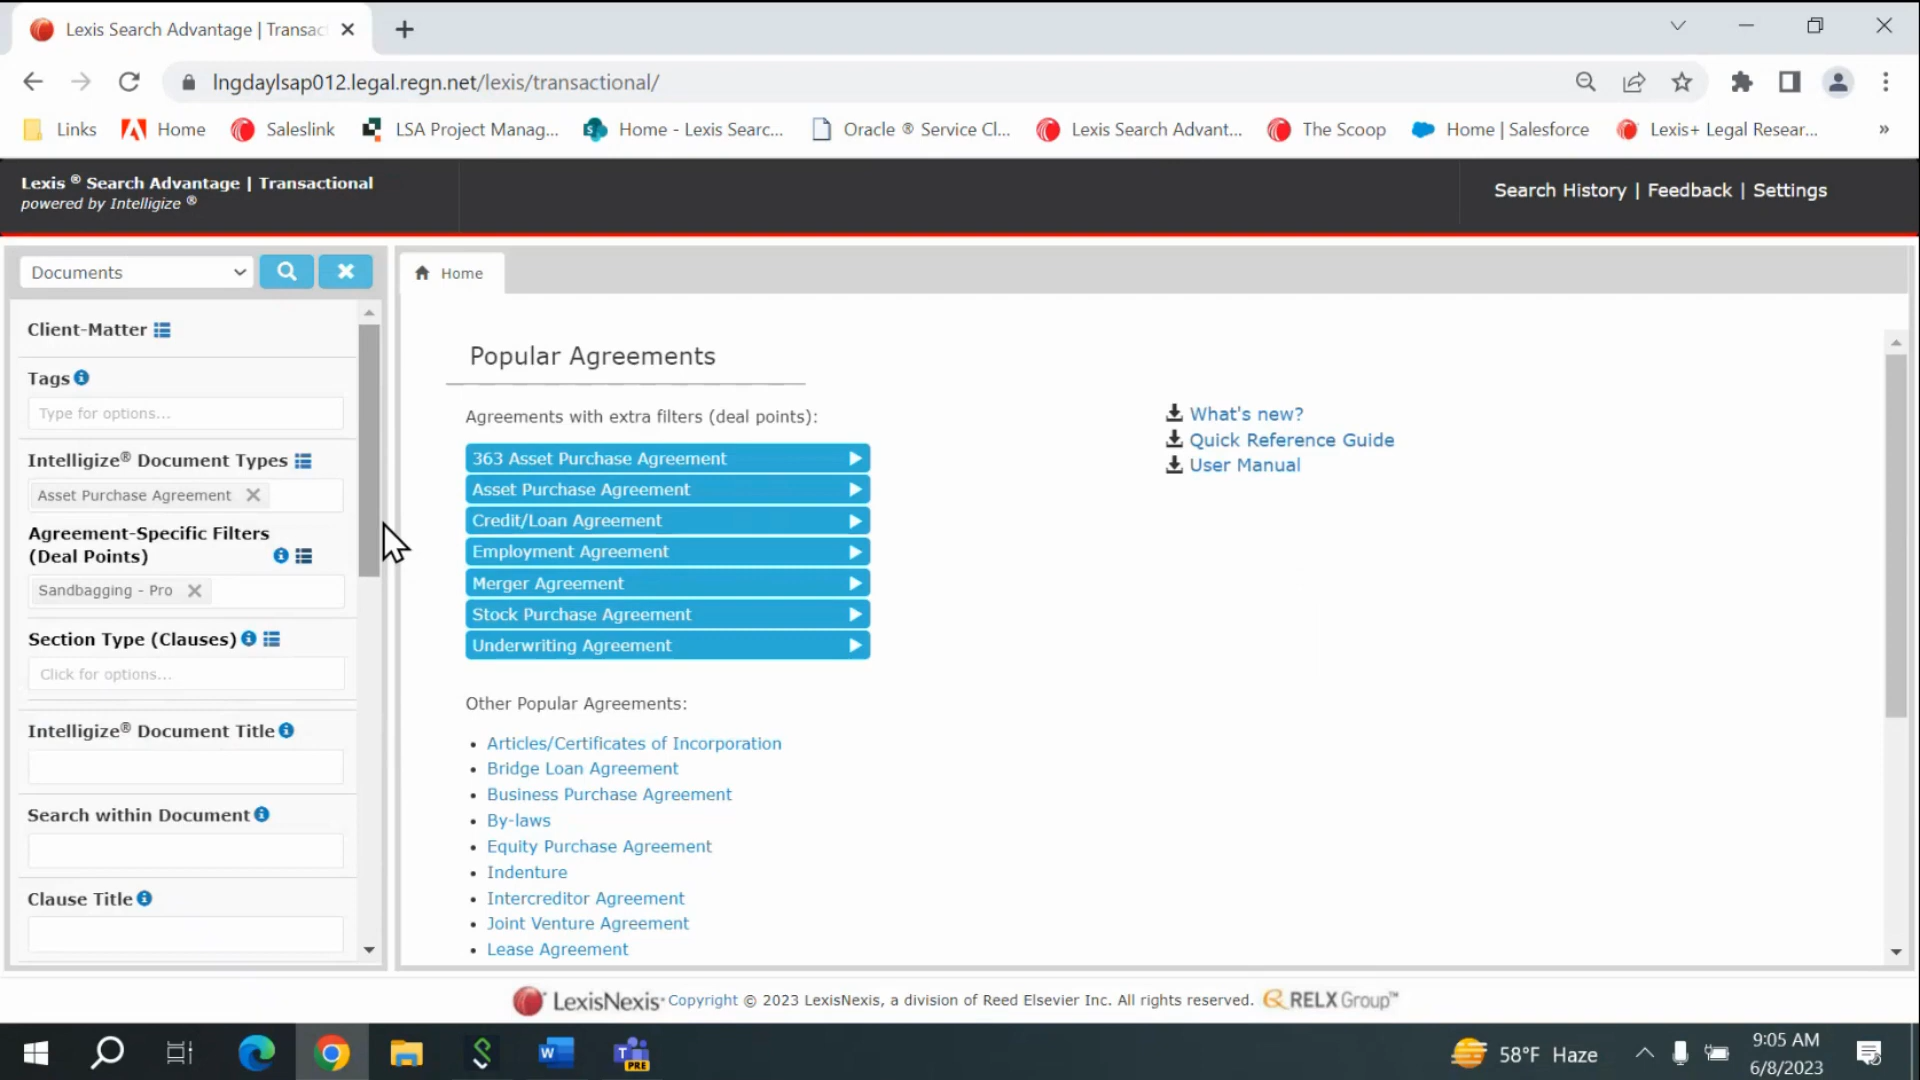 Lexis Search Advantage | Transac
lngdaylsap012.legal.regn.net/lexis/transactional/
Links
Home
Saleslink
LSA Project Manag...
Home - Lexis Searc...
Oracle ® Service Cl...
Lexis Search Advant...
The Scoop
Home | Salesforce
Lexis+ Legal Resear...
»
Lexis ® Search Advantage | Transactional
powered by Intelligize ®
Search History | Feedback | Settings
Documents
Home
Client-Matter
Tags
Type for options...
Intelligize® Document Types
Asset Purchase Agreement
Agreement-Specific Filters
(Deal Points)
Sandbagging - Pro
Section Type (Clauses)
Click for options...
Intelligize® Document Title
Search within Document
Clause Title
Popular Agreements
Agreements with extra filters (deal points):
363 Asset Purchase Agreement
Asset Purchase Agreement
Credit/Loan Agreement
Employment Agreement
Merger Agreement
Stock Purchase Agreement
Underwriting Agreement
Other Popular Agreements:
• Articles/Certificates of Incorporation
• Bridge Loan Agreement
• Business Purchase Agreement
• By-laws
• Equity Purchase Agreement
• Indenture
• Intercreditor Agreement
• Joint Venture Agreement
• Lease Agreement
What's new?
Quick Reference Guide
User Manual
LexisNexis® Copyright © 2023 LexisNexis, a division of Reed Elsevier Inc. All rights reserved. RELX Group™
W
T
PRE
58°F Haze
9:05 AM
6/8/2023